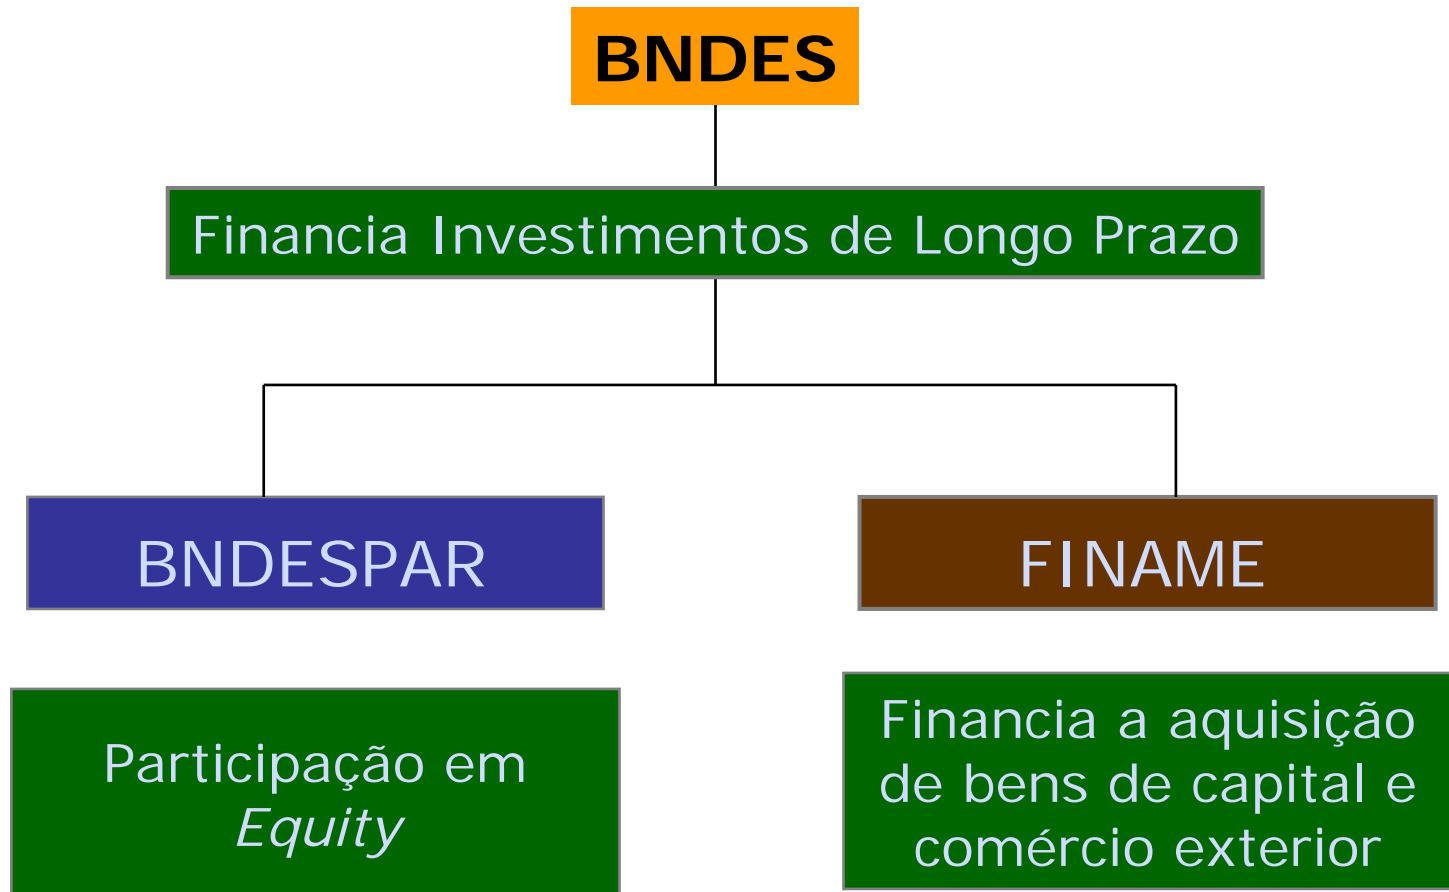 BNDES
Financia Investimentos de Longo Prazo
BNDESPAR
FINAME
Participação em
Equity
Financia a aquisição
de bens de capital e
comércio exterior